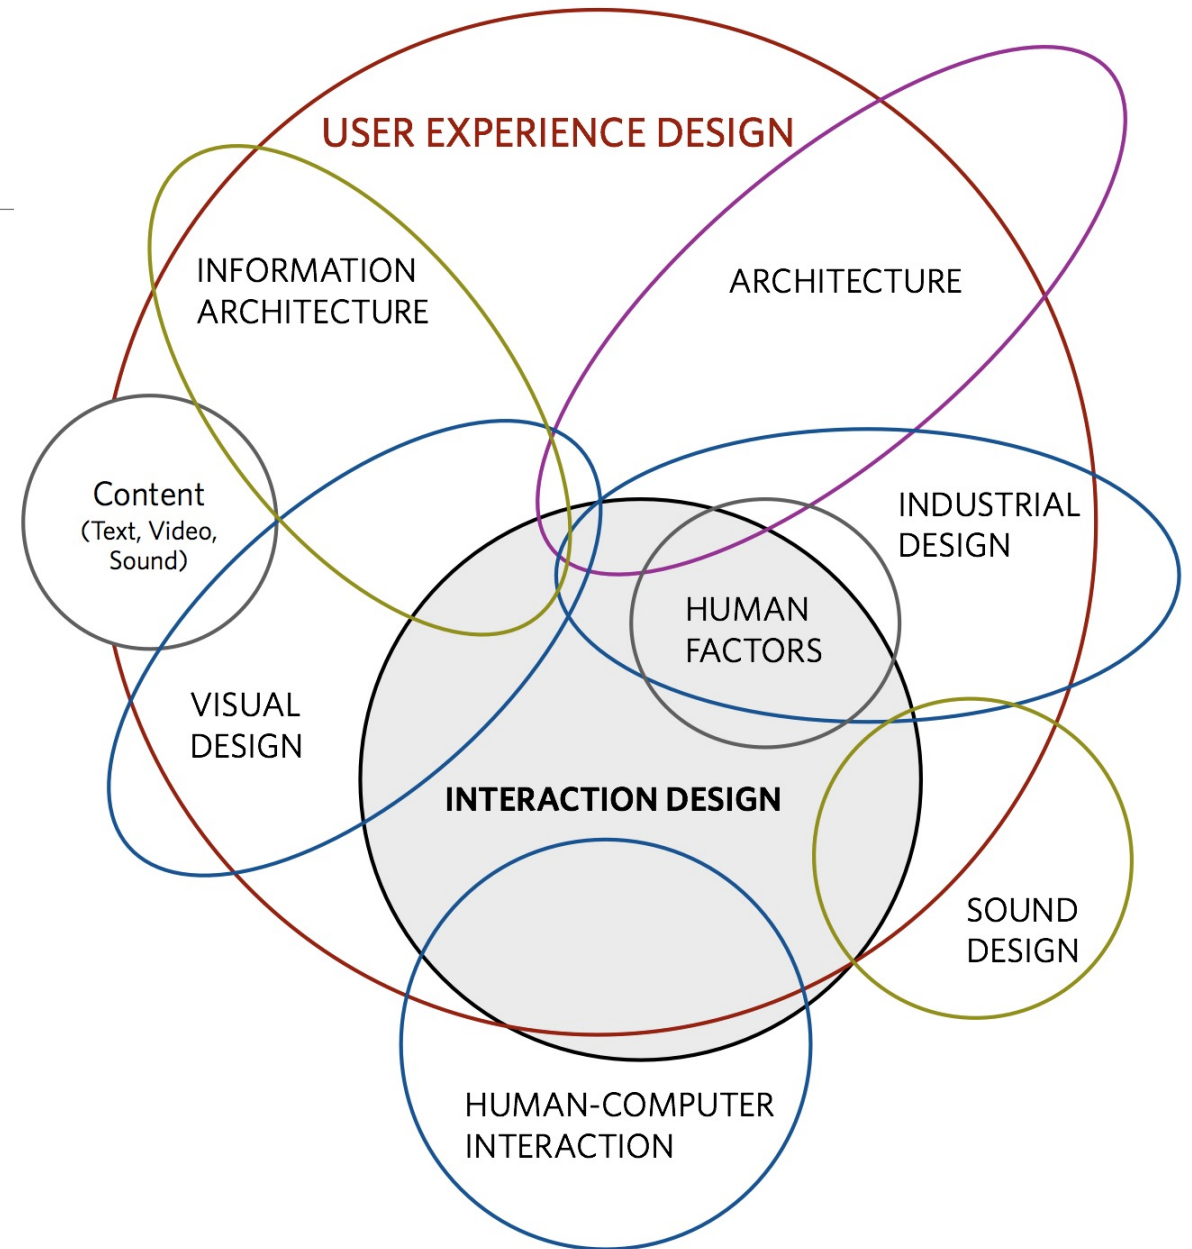 USER EXPERIENCE DESIGN
INFORMATION
ARCHITECTURE
ARCHITECTURE
Content
(Text, Video,
Sound)
INDUSTRIAL
DESIGN
HUMAN
FACTORS
VISUAL
DESIGN
INTERACTION DESIGN
SOUND
DESIGN
HUMAN-COMPUTER
INTERACTION